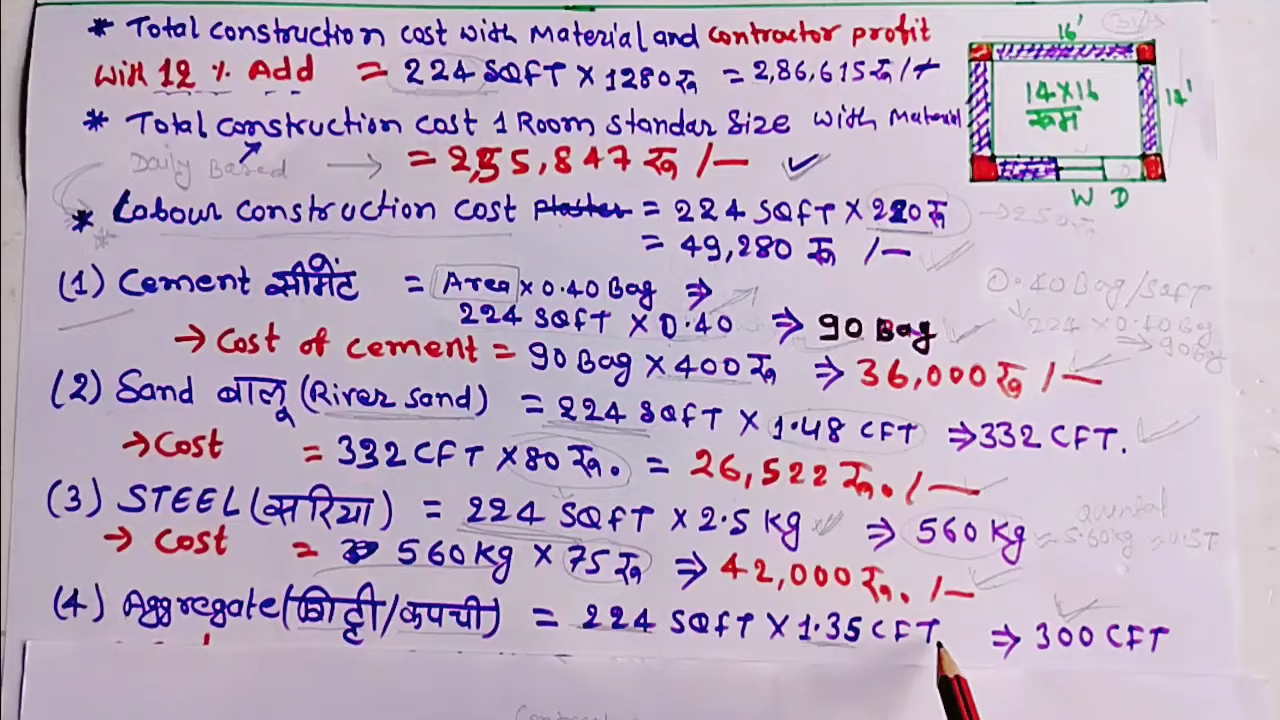 * Total construction cost with Material and contractor profit
16'
with 12 % Add = 224 SQFT × 1280 रु = 2,86,615 रु /-
14×16
रूम
14'
* Total construction cost 1 Room Standar Size with Material
Daily Based → = 2,55,847 रु /-
W D
* Labour construction cost = 224 SQFT × 220 रु → 250 रु
= 49,280 रु /-
(1) Cement सीमेंट = Area × 0.40 Bag ⇒
0.40 Bag/SQFT
224 SQFT × 0.40 ⇒ 90 Bag
224 × 0.40 Bag
⇒ 90 Bag
→ Cost of cement = 90 Bag × 400 रु ⇒ 36,000 रु /-
(2) Sand बालू (River sand) = 224 SQFT × 1.48 CFT ⇒ 332 CFT.
→ Cost = 332 CFT × 80 रु. = 26,522 रु. /-
(3) STEEL (सरिया) = 224 SQFT × 2.5 Kg ⇒ 560 Kg
→ Cost = 560 Kg × 75 रु ⇒ 42,000 रु. /-
(4) Aggregate (गिट्टी/कपची) = 224 SQFT × 1.35 CFT ⇒ 300 CFT